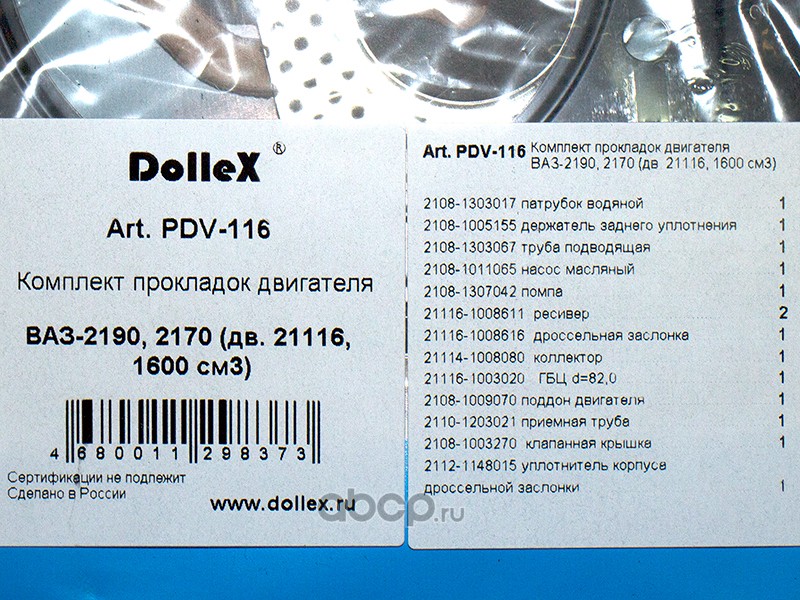 DolleX ®
Art. PDV-116
Комплект прокладок двигателя
ВАЗ-2190, 2170 (дв. 21116,
1600 см3)
4 680011 298373
Сертификации не подлежит
Сделано в России
www.dollex.ru
Art. PDV-116 Комплект прокладок двигателя
ВАЗ-2190, 2170 (дв. 21116, 1600 см3)
2108-1303017 патрубок водяной 1
2108-1005155 держатель заднего уплотнения 1
2108-1303067 труба подводящая 1
2108-1011065 насос масляный 1
2108-1307042 помпа 1
21116-1008611 ресивер 2
21116-1008616 дроссельная заслонка 1
21114-1008080 коллектор 1
21116-1003020 ГБЦ d=82,0 1
2108-1009070 поддон двигателя 1
2110-1203021 приемная труба 1
2108-1003270 клапанная крышка 1
2112-1148015 уплотнитель корпуса
дроссельной заслонки 1
abcp.ru